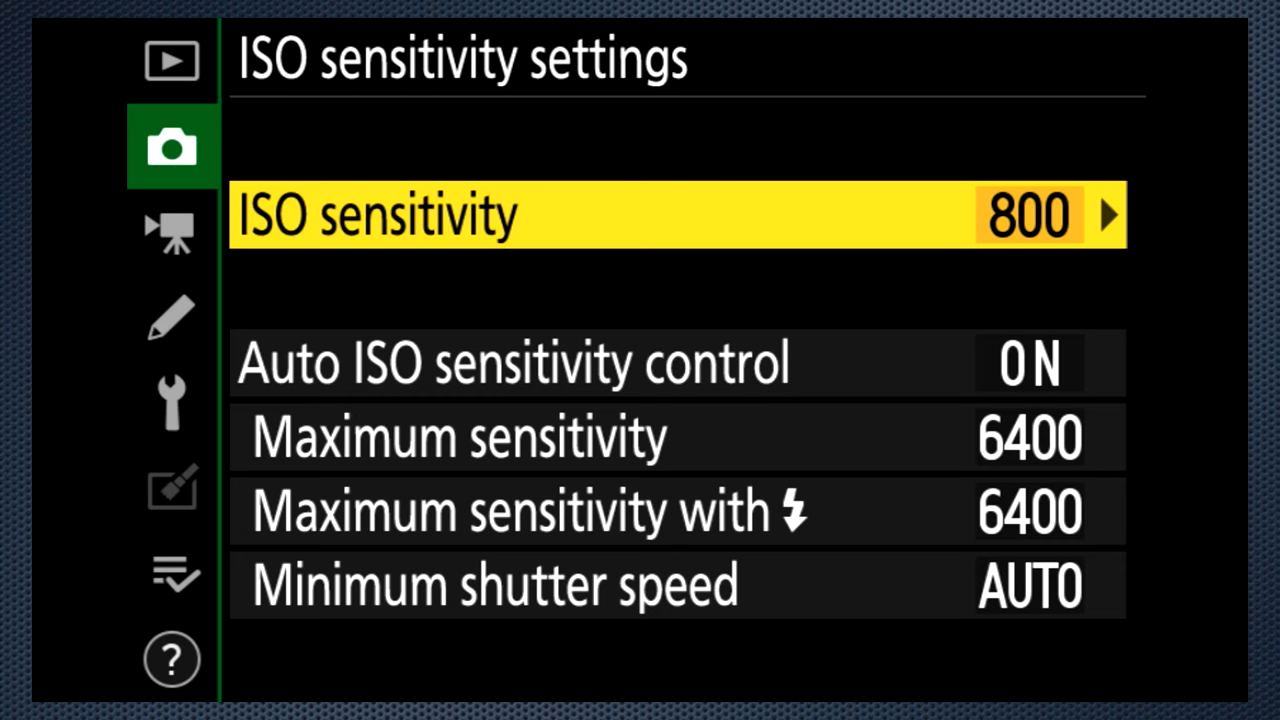 ISO sensitivity settings
ISO sensitivity 800
Auto ISO sensitivity control ON
Maximum sensitivity 6400
Maximum sensitivity with 6400
Minimum shutter speed AUTO
?